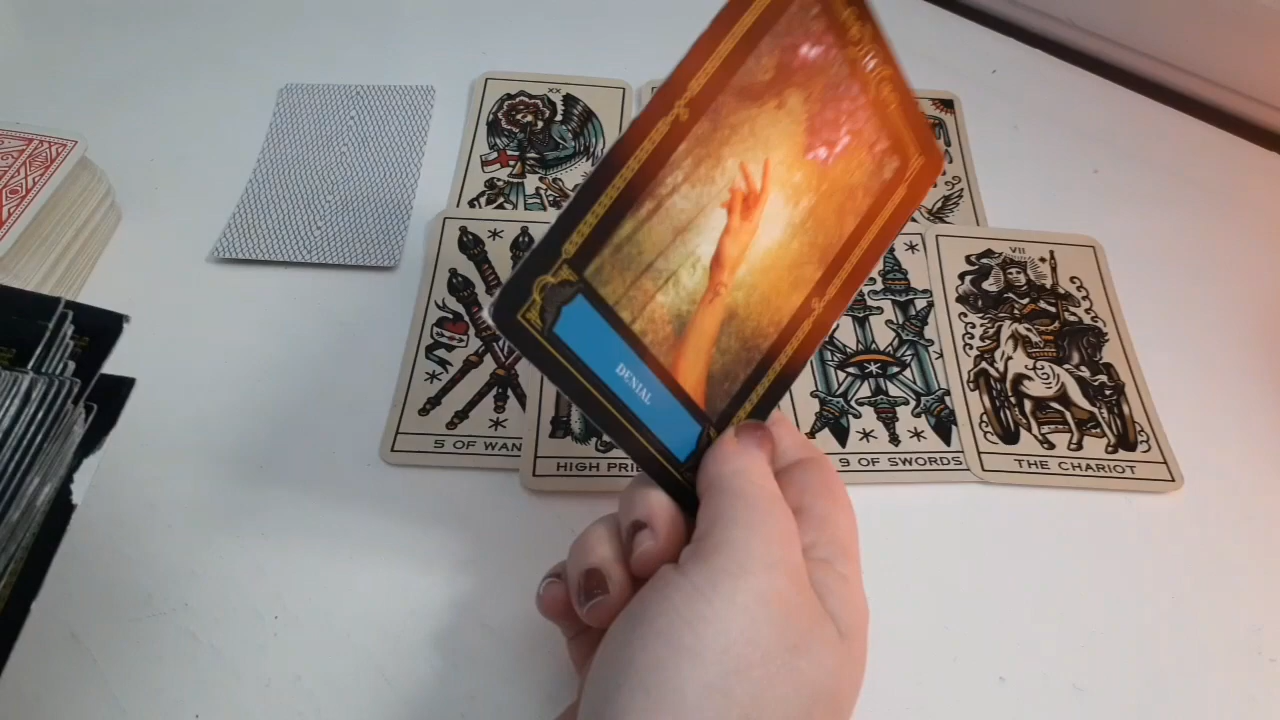 XX
VII
DENIAL
5 OF WAN
HIGH PRIE
9 OF SWORDS
THE CHARIOT